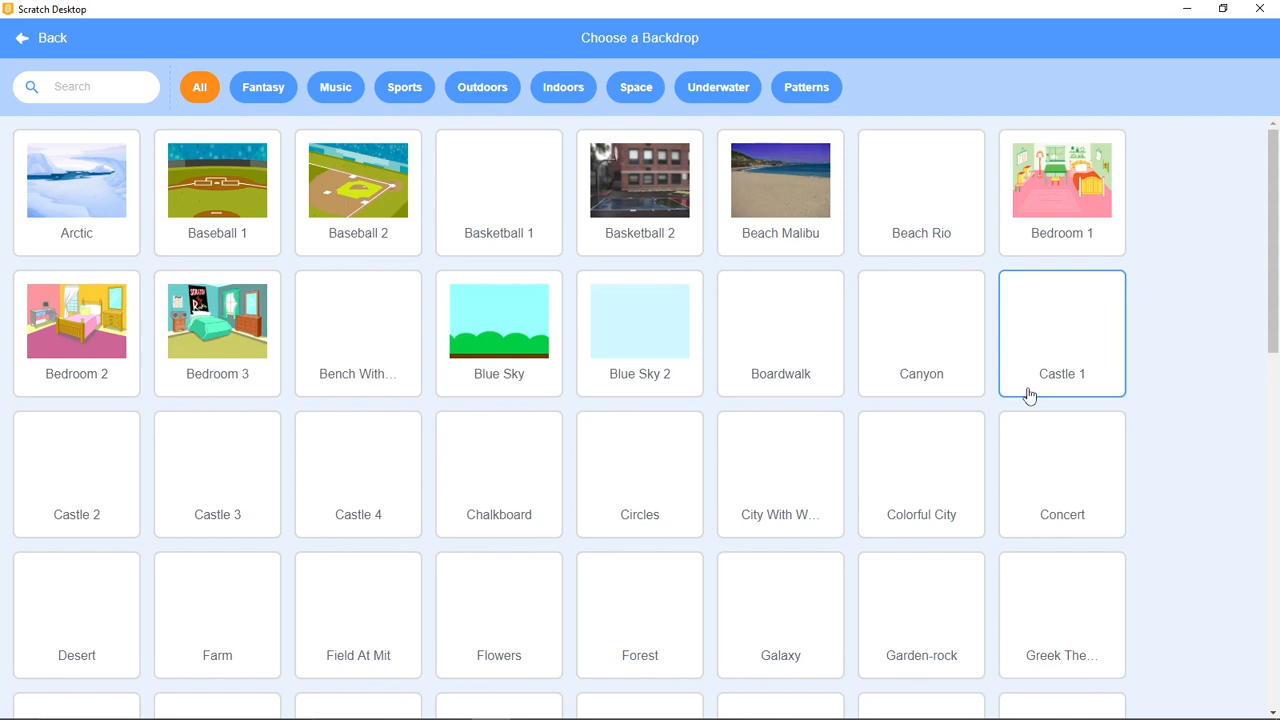 Scratch Desktop
Back
Choose a Backdrop
Search
All
Fantasy
Music
Sports
Outdoors
Indoors
Space
Underwater
Patterns
Arctic
Baseball 1
Baseball 2
Basketball 1
Basketball 2
Beach Malibu
Beach Rio
Bedroom 1
Bedroom 2
Bedroom 3
Bench With...
Blue Sky
Blue Sky 2
Boardwalk
Canyon
Castle 1
Castle 2
Castle 3
Castle 4
Chalkboard
Circles
City With W...
Colorful City
Concert
Desert
Farm
Field At Mit
Flowers
Forest
Galaxy
Garden-rock
Greek The...